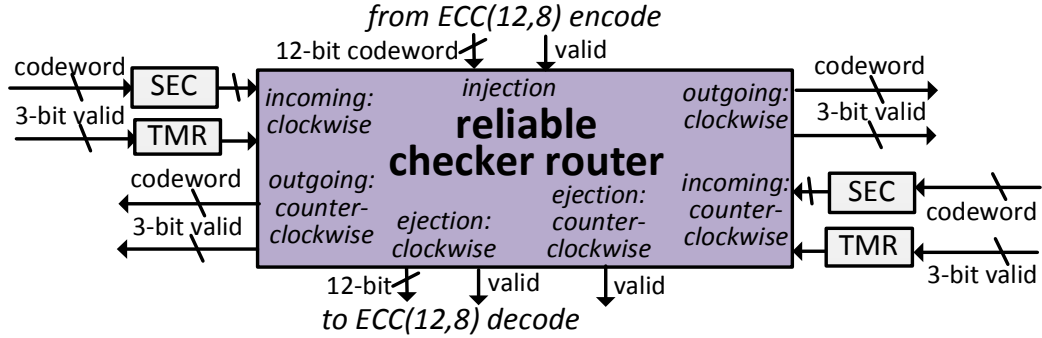 from ECC(12,8) encode
12-bit codeword
valid
codeword
SEC
3-bit valid
TMR
incoming:
clockwise
injection
reliable
checker router
outgoing:
clockwise
codeword
3-bit valid
codeword
3-bit valid
outgoing:
counter-
clockwise
ejection:
clockwise
ejection:
counter-
clockwise
incoming:
counter-
clockwise
SEC
codeword
TMR
3-bit valid
12-bit
valid
valid
to ECC(12,8) decode